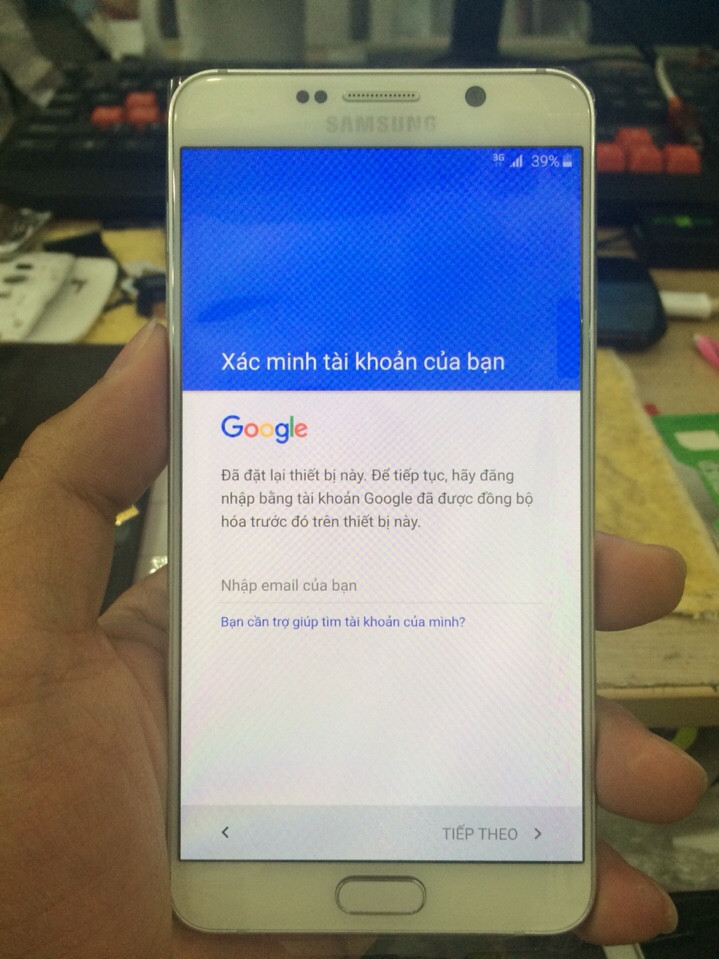 SAMSUNG
3G 39%
Xác minh tài khoản của bạn
Google
Đã đặt lại thiết bị này. Để tiếp tục, hãy đăng
nhập bằng tài khoản Google đã được đồng bộ
hóa trước đó trên thiết bị này.
Nhập email của bạn
Bạn cần trợ giúp tìm tài khoản của mình?
TIẾP THEO